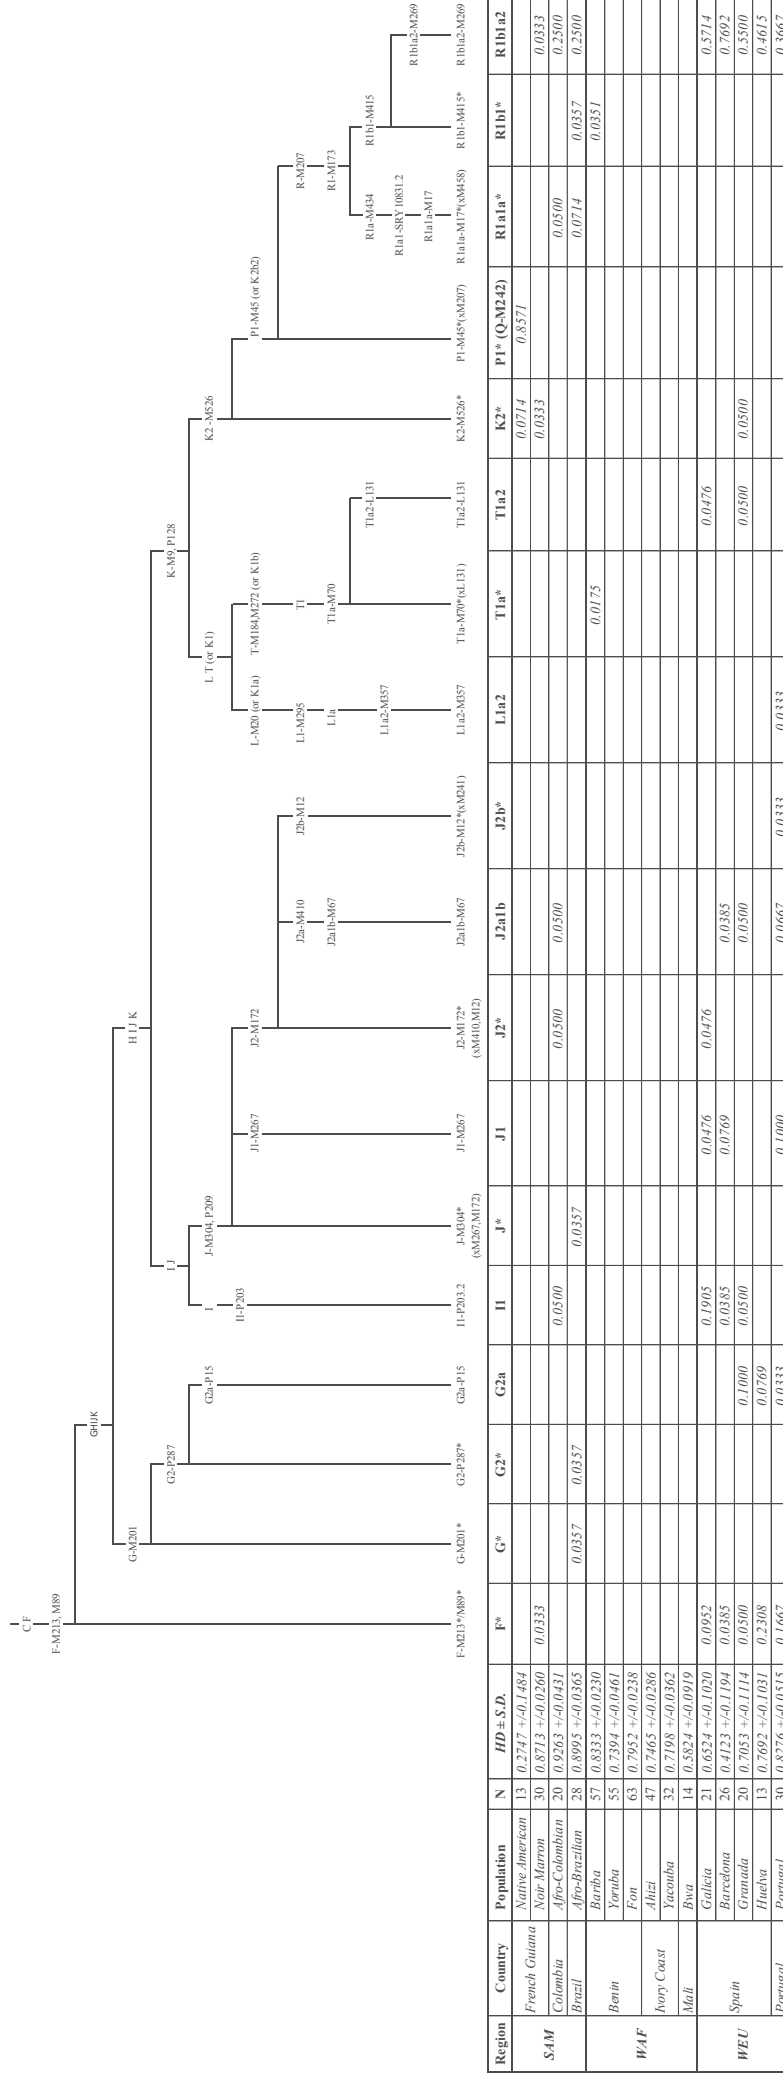 C F
F-M213, M89
GHIJK
G-M201 H I J K
G2-P287 I J K-M9, P128
G2a-P15 I J-M304, P209 L T (or K1) K2 -M526
I1-P203
J2-M172 L-M20 (or K1a) T-M184,M272 (or K1b) P1-M45 (or K2b2)
J2a-M410 J2b-M12 L1-M295 T1 R-M207
J2a1b-M67 L1a T1a-M70 R1-M173
T1a2-L131 R1a-M434 R1b1-M415
L1a2-M357
R1a1-SRY10831.2
R1b1a2-M269
R1a1a-M17
F-M213*/M89* G-M201* G2-P287* G2a-P15 I1-P203.2 J-M304* J1-M267 J2-M172* J2a1b-M67 J2b-M12*(xM241) L1a2-M357 T1a-M70*(xL131) T1a2-L131 K2-M526* P1-M45*(xM207) R1a1a-M17*(xM458) R1b1-M415* R1b1a2-M269
(xM267,M172) (xM410,M12)
Region Country Population N HD ± S.D. F* G* G2* G2a I1 J* J1 J2* J2a1b J2b* L1a2 T1a* T1a2 K2* P1* (Q-M242) R1a1a* R1b1* R1b1a2
SAM French Guiana Native American 13 0.2747 +/-0.1484 0.0714 0.8571
Noir Marron 30 0.8713 +/-0.0260 0.0333 0.0333 0.0333
Colombia Afro-Colombian 20 0.9263 +/-0.0431 0.0500 0.0500 0.0500 0.0500 0.2500
Brazil Afro-Brazilian 28 0.8995 +/-0.0365 0.0357 0.0357 0.0357 0.0714 0.0357 0.2500
WAF Benin Bariba 57 0.8333 +/-0.0230 0.0175 0.0351
Yoruba 55 0.7394 +/-0.0461
Fon 63 0.7952 +/-0.0238
Ivory Coast Ahizi 47 0.7465 +/-0.0286
Yacouba 32 0.7198 +/-0.0362
Mali Bwa 14 0.5824 +/-0.0919
WEU Spain Galicia 21 0.6524 +/-0.1020 0.0952 0.1905 0.0476 0.0476 0.0476 0.5714
Barcelona 26 0.4123 +/-0.1194 0.0385 0.0385 0.0769 0.0385 0.7692
Granada 20 0.7053 +/-0.1114 0.0500 0.1000 0.0500 0.0500 0.0500 0.0500 0.5500
Huelva 13 0.7692 +/-0.1031 0.2308 0.0769 0.4615
Portugal Portugal 30 0.8276 +/-0.0515 0.1667 0.0333 0.1000 0.0667 0.0333 0.0333 0.3667